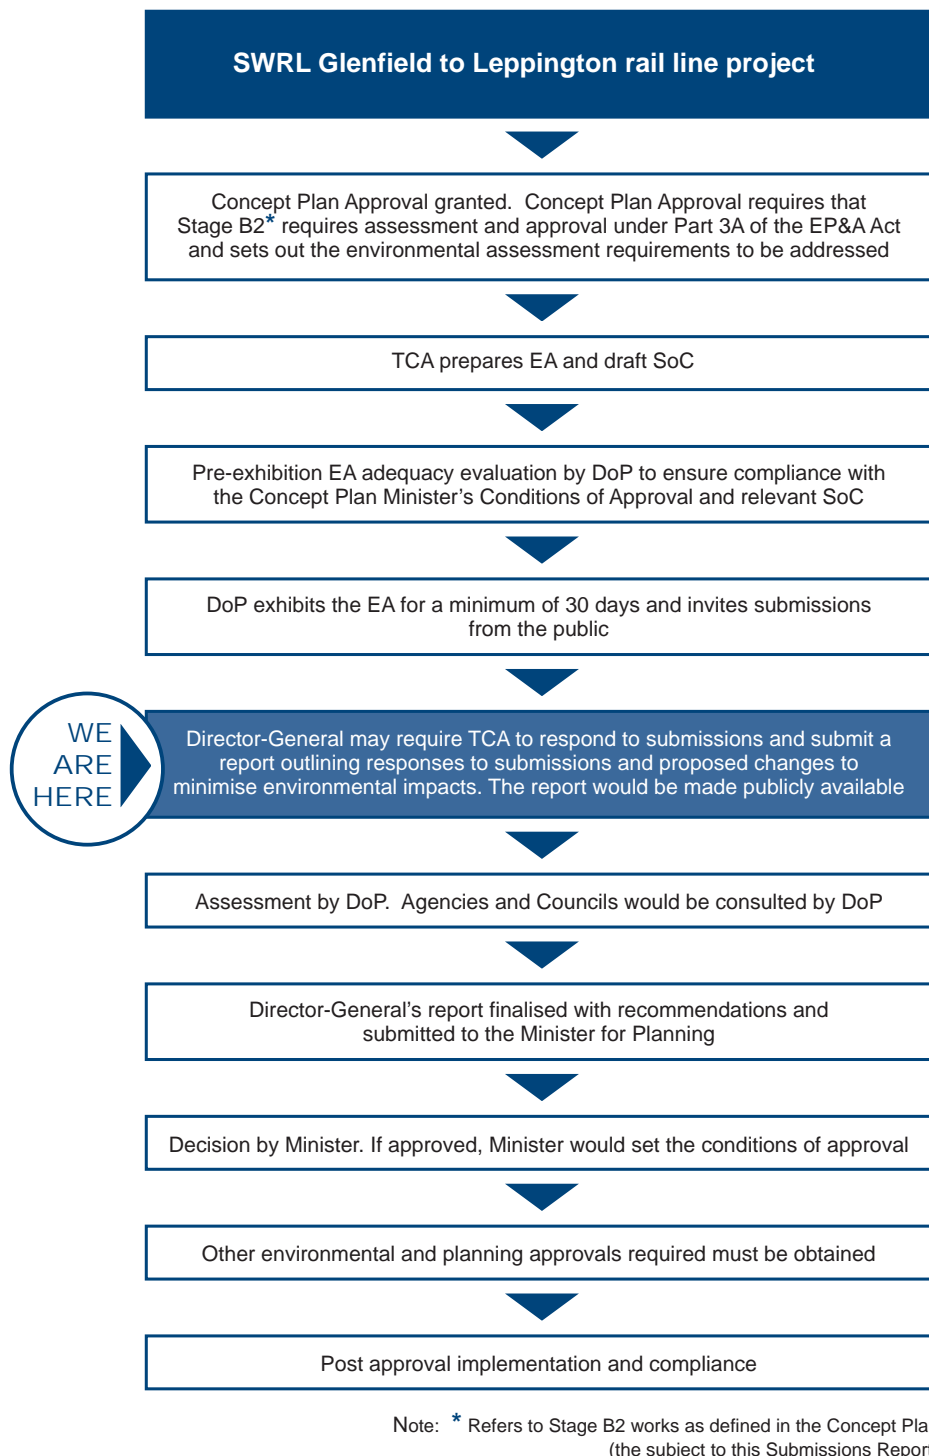 SWRL Glenfield to Leppington rail line project
Concept Plan Approval granted.  Concept Plan Approval requires that
Stage B2* requires assessment and approval under Part 3A of the EP&A Act
and sets out the environmental assessment requirements to be addressed
TCA prepares EA and draft SoC
Pre-exhibition EA adequacy evaluation by DoP to ensure compliance with
the Concept Plan Minister's Conditions of Approval and relevant SoC
DoP exhibits the EA for a minimum of 30 days and invites submissions
from the public
WE
ARE
HERE
Director-General may require TCA to respond to submissions and submit a
report outlining responses to submissions and proposed changes to
minimise environmental impacts. The report would be made publicly available
Assessment by DoP.  Agencies and Councils would be consulted by DoP
Director-General's report finalised with recommendations and
submitted to the Minister for Planning
Decision by Minister. If approved, Minister would set the conditions of approval
Other environmental and planning approvals required must be obtained
Post approval implementation and compliance
Note: * Refers to Stage B2 works as defined in the Concept Pla
(the subject to this Submissions Report